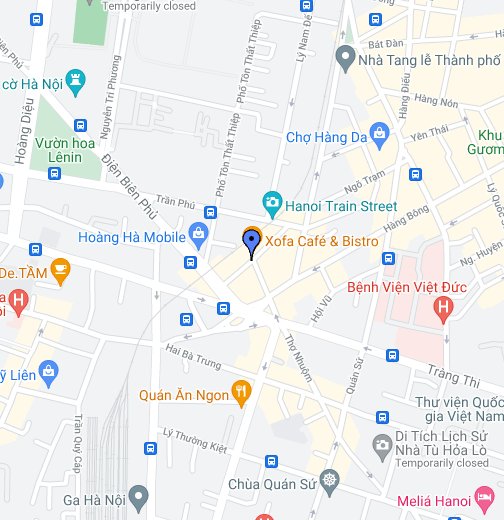 Temporarily closed
Biên Phủ
cờ Hà Nội
Hoàng Diệu
Nguyễn Tri Phương
Phố Tôn Thất Thiệp
Lý Nam Đế
Bát Đàn
Nhà Tang lễ Thành phố
Hàng Điếu
Hàng Nón
Yên Thái
Chợ Hàng Da
Khu
Gươm
Vườn hoa
Lênin
Điện Biên Phủ
Phố Tôn Thất Thiệp
Trần Phú
Ngõ Trạm
Lý Quốc
Hanoi Train Street
Hàng Bông
Hoàng Hà Mobile
Xofa Café & Bistro
Ng. Huyên
De.TÂM
Bệnh Viện Việt Đức
Hội Vũ
Thợ Nhuộm
Hai Bà Trưng
ỹ Liên
Quán Sứ
Tràng Thi
Quán Ăn Ngon
Thư viện Quốc
gia Việt Nam
Trần Quý Cáp
Lý Thường Kiệt
Di Tích Lịch Sử
Nhà Tù Hỏa Lò
Temporarily closed
Chùa Quán Sứ
Ga Hà Nội
Meliá Hanoi